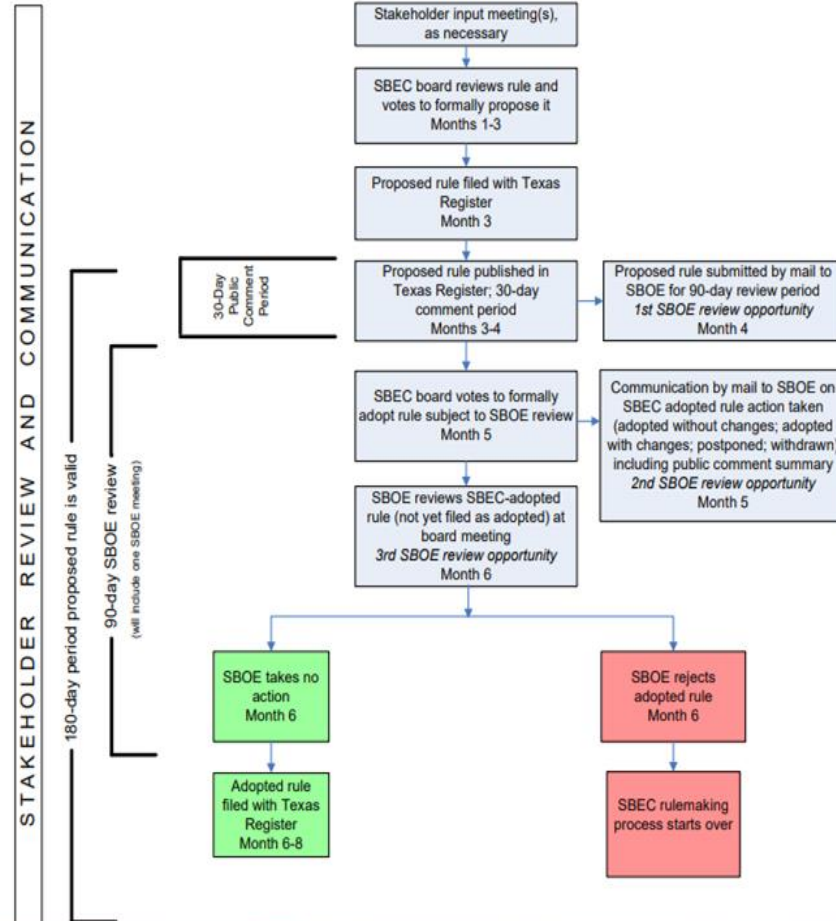 STAKEHOLDER REVIEW AND COMMUNICATION
180-day period proposed rule is valid
90-day SBOE review
(will include one SBOE meeting)
30-Day
Public
Comment
Period
Stakeholder input meeting(s),
as necessary
SBEC board reviews rule and
votes to formally propose it
Months 1-3
Proposed rule filed with Texas
Register
Month 3
Proposed rule published in
Texas Register; 30-day
comment period
Months 3-4
Proposed rule submitted by mail to
SBOE for 90-day review period
1st SBOE review opportunity
Month 4
SBEC board votes to formally
adopt rule subject to SBOE review
Month 5
Communication by mail to SBOE on
SBEC adopted rule action taken
(adopted without changes; adopted
with changes; postponed; withdrawn)
including public comment summary
2nd SBOE review opportunity
Month 5
SBOE reviews SBEC-adopted
rule (not yet filed as adopted) at
board meeting
3rd SBOE review opportunity
Month 6
SBOE takes no
action
Month 6
SBOE rejects
adopted rule
Month 6
Adopted rule
filed with Texas
Register
Month 6-8
SBEC rulemaking
process starts over